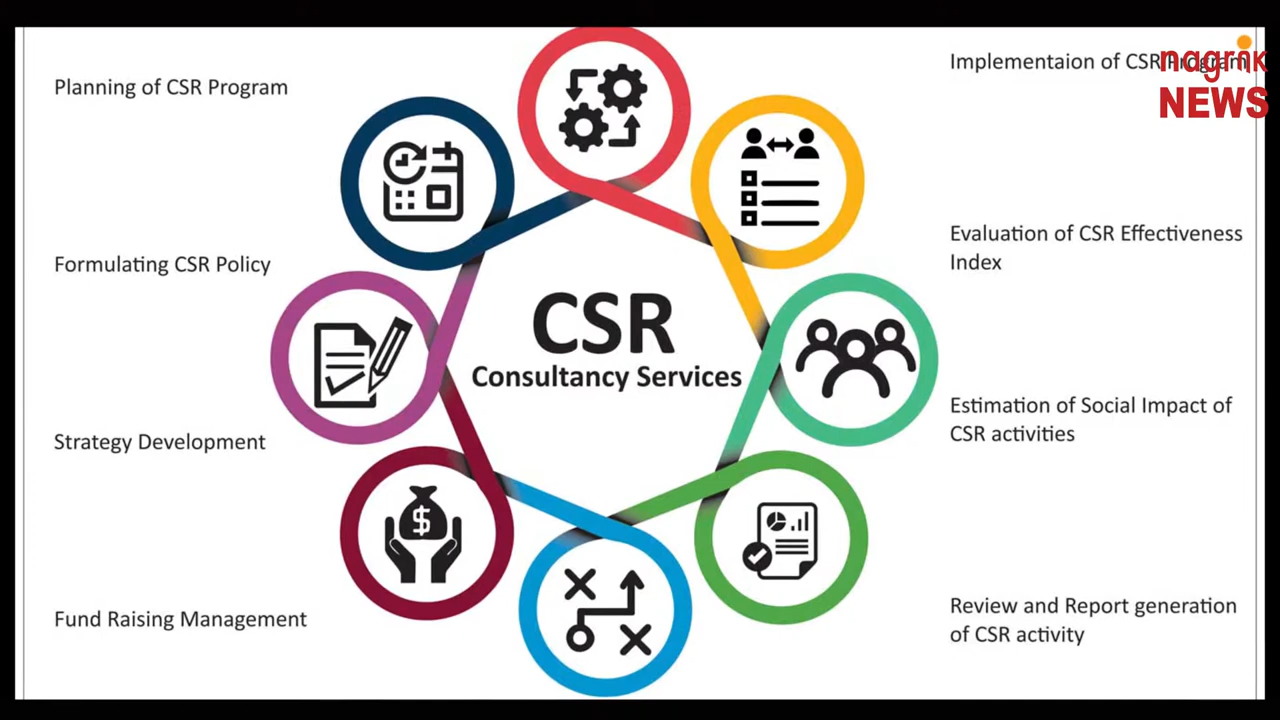 Planning of CSR Program
Formulating CSR Policy
Strategy Development
Fund Raising Management
CSR
Consultancy Services
$
Implementaion of CSR Program
Evaluation of CSR Effectiveness
Index
Estimation of Social Impact of
CSR activities
Review and Report generation
of CSR activity
nagrik
NEWS